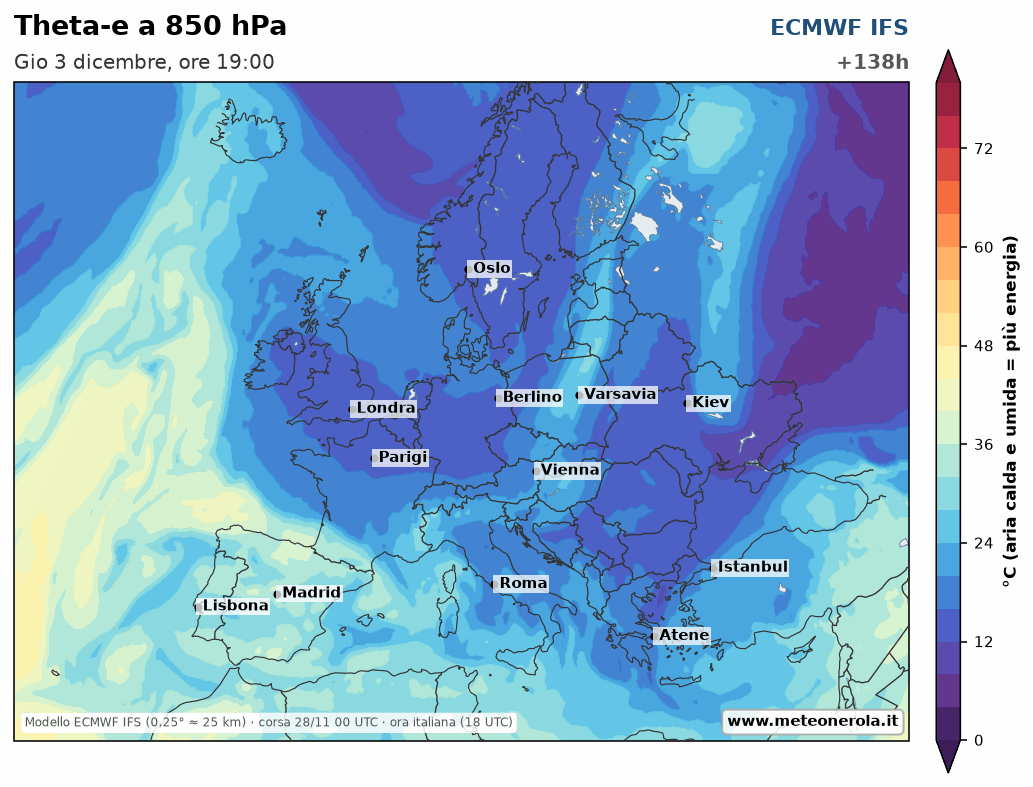 Theta-e a 850 hPa
ECMWF IFS
Gio 3 dicembre, ore 19:00
+138h
Oslo
Berlino
Varsavia
Kiev
Londra
Parigi
Vienna
Istanbul
Roma
Madrid
Lisbona
Atene
Modello ECMWF IFS (0,25° ≈ 25 km) · corsa 28/11 00 UTC · ora italiana (18 UTC)
www.meteonerola.it
72
60
48
36
24
12
0
°C (aria calda e umida = più energia)